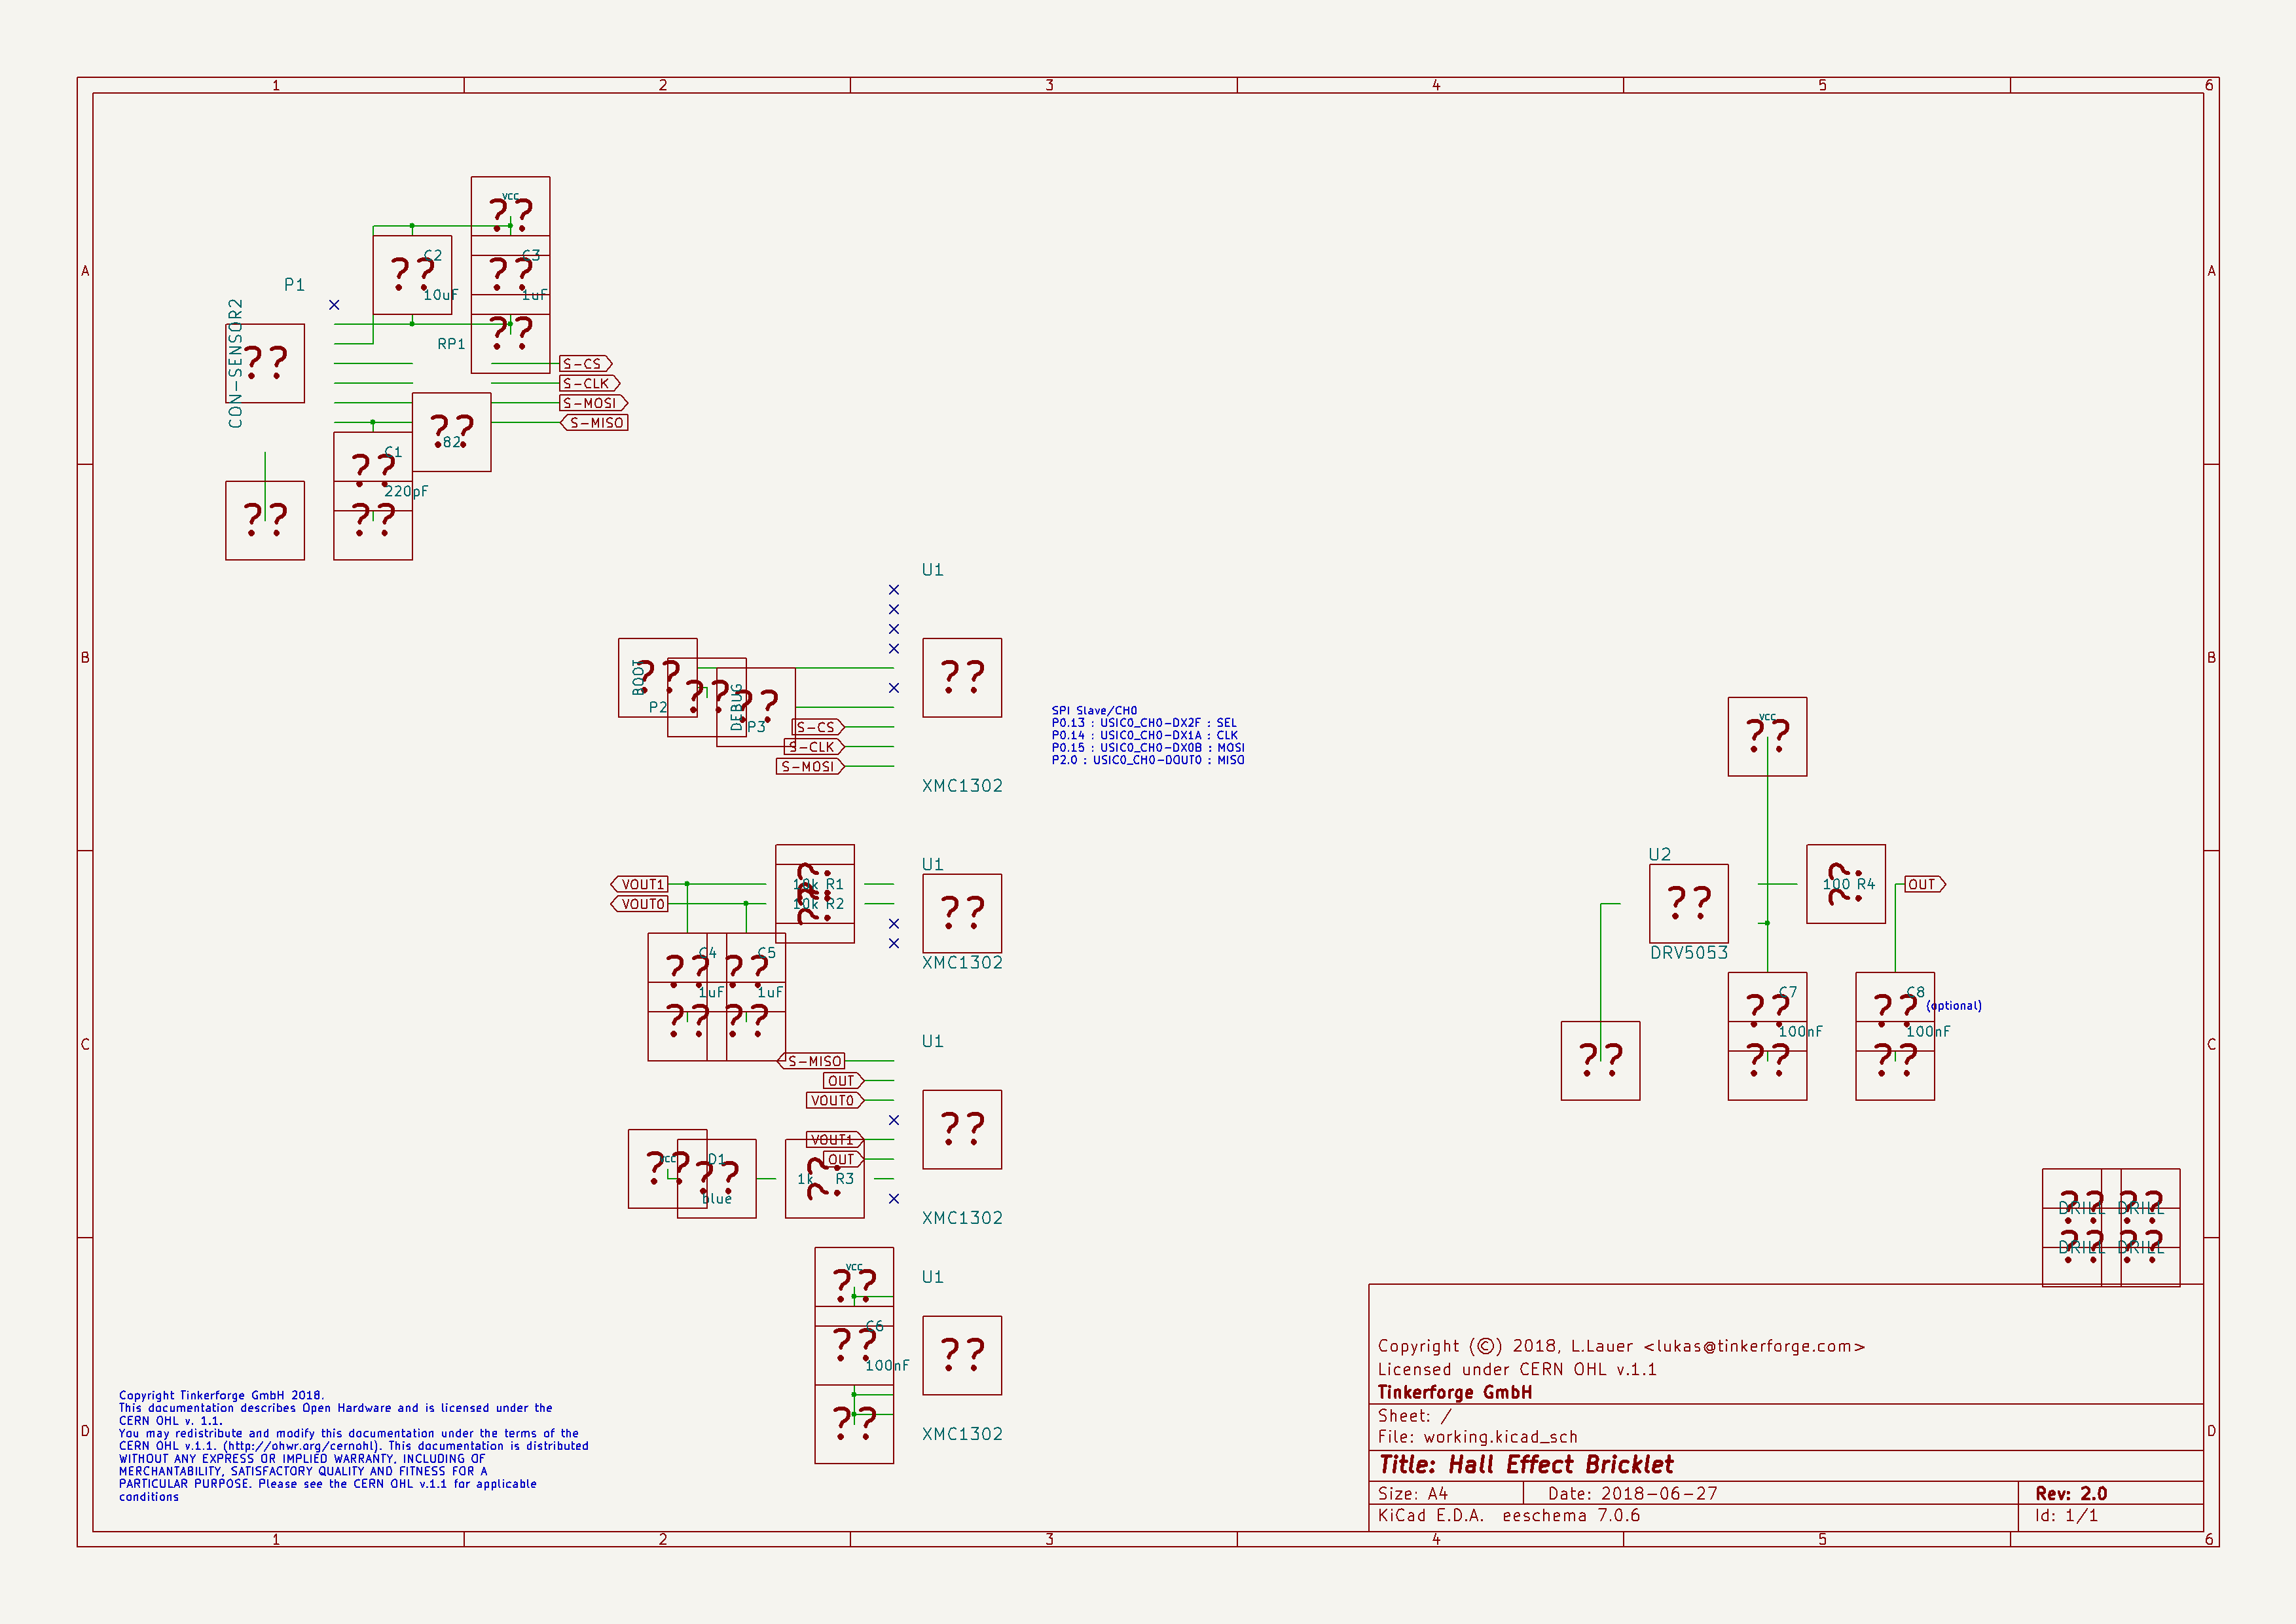 1 2 3 4 5 6
A A
B B
C C
D D
1 2 3 4 5 6
VCC
??
C2
??
10uF
C3
??
1uF
??
P1
CON-SENSOR2
??
RP1
??
82
S-CS
S-CLK
S-MOSI
S-MISO
C1
??
220pF
??
??
U1
??
XMC1302
BOOT
??
P2
??
DEBUG
??
P3
S-CS
S-CLK
S-MOSI
SPI Slave/CH0
P0.13 : USIC0_CH0-DX2F : SEL
P0.14 : USIC0_CH0-DX1A : CLK
P0.15 : USIC0_CH0-DX0B : MOSI
P2.0 : USIC0_CH0-DOUT0 : MISO
VOUT1
VOUT0
10k R1
10k R2
??
U1
??
XMC1302
C4
??
1uF
??
C5
??
1uF
??
U1
??
XMC1302
S-MISO
OUT
VOUT0
VOUT1
OUT
VCC
??
D1
??
blue
1k R3
??
U1
??
XMC1302
VCC
??
C6
??
100nF
??
VCC
??
U2
??
DRV5053
100 R4
??
OUT
C7
??
100nF
??
C8
??
(optional)
100nF
??
??
?? ??
DRILL DRILL
?? ??
DRILL DRILL
Copyright Tinkerforge GmbH 2018.
This documentation describes Open Hardware and is licensed under the
CERN OHL v. 1.1.
You may redistribute and modify this documentation under the terms of the
CERN OHL v.1.1. (http://ohwr.org/cernohl). This documentation is distributed
WITHOUT ANY EXPRESS OR IMPLIED WARRANTY, INCLUDING OF
MERCHANTABILITY, SATISFACTORY QUALITY AND FITNESS FOR A
PARTICULAR PURPOSE. Please see the CERN OHL v.1.1 for applicable
conditions
Copyright (©) 2018, L.Lauer <lukas@tinkerforge.com>
Licensed under CERN OHL v.1.1
Tinkerforge GmbH
Sheet: /
File: working.kicad_sch
Title: Hall Effect Bricklet
Size: A4 Date: 2018-06-27 Rev: 2.0
KiCad E.D.A. eeschema 7.0.6 Id: 1/1